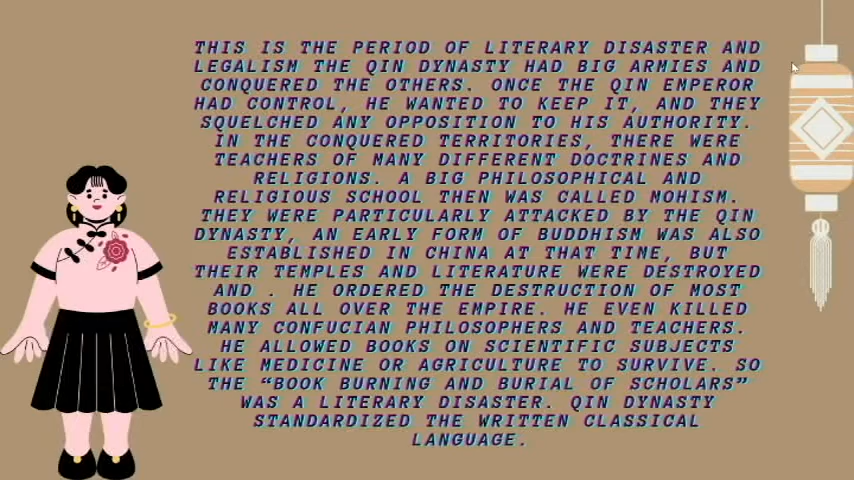 THIS IS THE PERIOD OF LITERARY DISASTER AND
LEGALISM THE QIN DYNASTY HAD BIG ARMIES AND
CONQUERED THE OTHERS. ONCE THE QIN EMPEROR
HAD CONTROL, HE WANTED TO KEEP IT, AND THEY
SQUELCHED ANY OPPOSITION TO HIS AUTHORITY.
IN THE CONQUERED TERRITORIES, THERE WERE
TEACHERS OF MANY DIFFERENT DOCTRINES AND
RELIGIONS. A BIG PHILOSOPHICAL AND
RELIGIOUS SCHOOL THEN WAS CALLED MOHISM.
THEY WERE PARTICULARLY ATTACKED BY THE QIN
DYNASTY, AN EARLY FORM OF BUDDHISM WAS ALSO
ESTABLISHED IN CHINA AT THAT TIME, BUT
THEIR TEMPLES AND LITERATURE WERE DESTROYED
AND . HE ORDERED THE DESTRUCTION OF MOST
BOOKS ALL OVER THE EMPIRE. HE EVEN KILLED
MANY CONFUCIAN PHILOSOPHERS AND TEACHERS.
HE ALLOWED BOOKS ON SCIENTIFIC SUBJECTS
LIKE MEDICINE OR AGRICULTURE TO SURVIVE. SO
THE “BOOK BURNING AND BURIAL OF SCHOLARS”
WAS A LITERARY DISASTER. QIN DYNASTY
STANDARDIZED THE WRITTEN CLASSICAL
LANGUAGE.